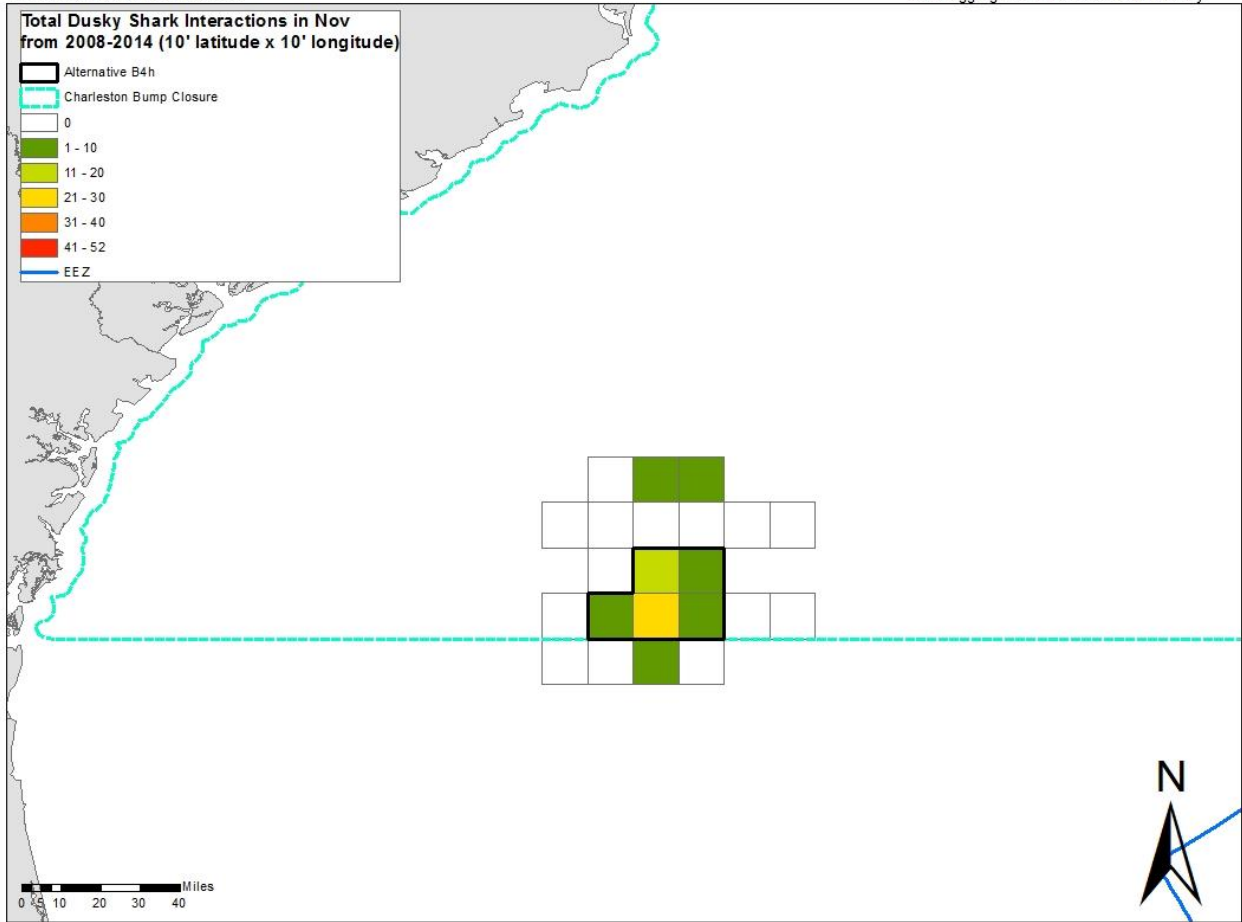 Total Dusky Shark Interactions in Nov
from 2008-2014 (10' latitude x 10' longitude)
Alternative B4h
Charleston Bump Closure
0
1 - 10
11 - 20
21 - 30
31 - 40
41 - 52
EEZ
N
Miles
0 5 10 20 30 40